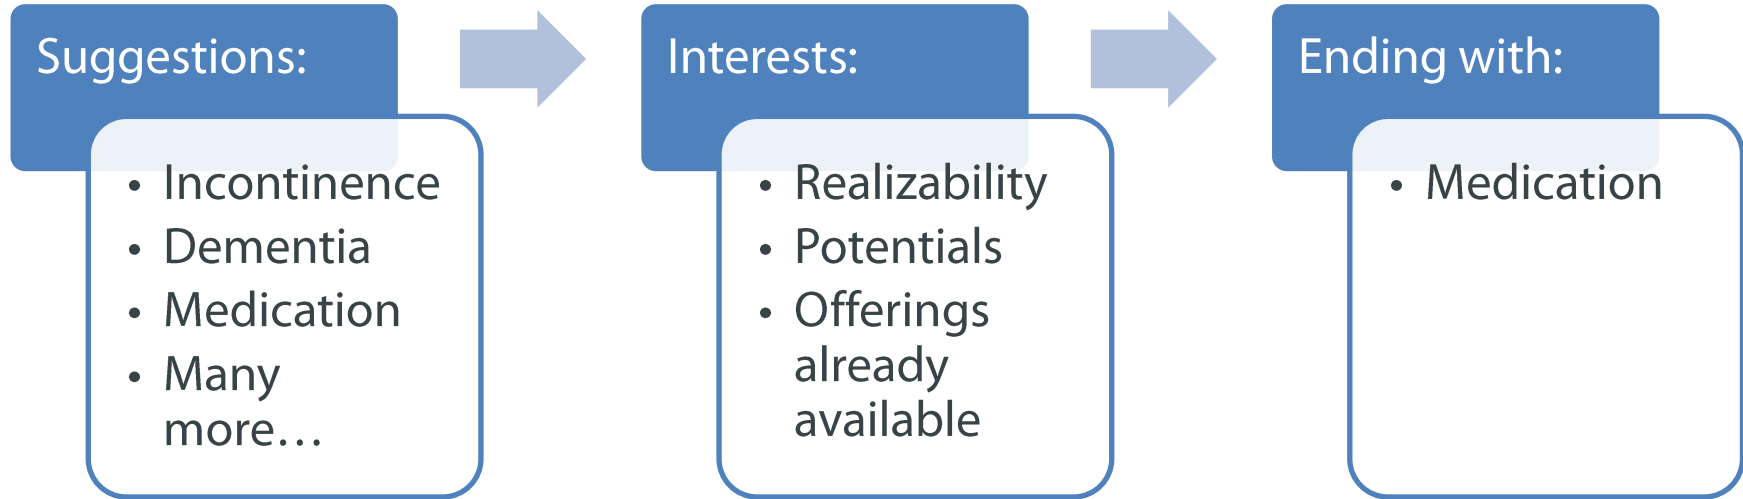 Suggestions:
• Incontinence
• Dementia
• Medication
• Many
more…
Interests:
• Realizability
• Potentials
• Offerings
already
available
Ending with:
• Medication